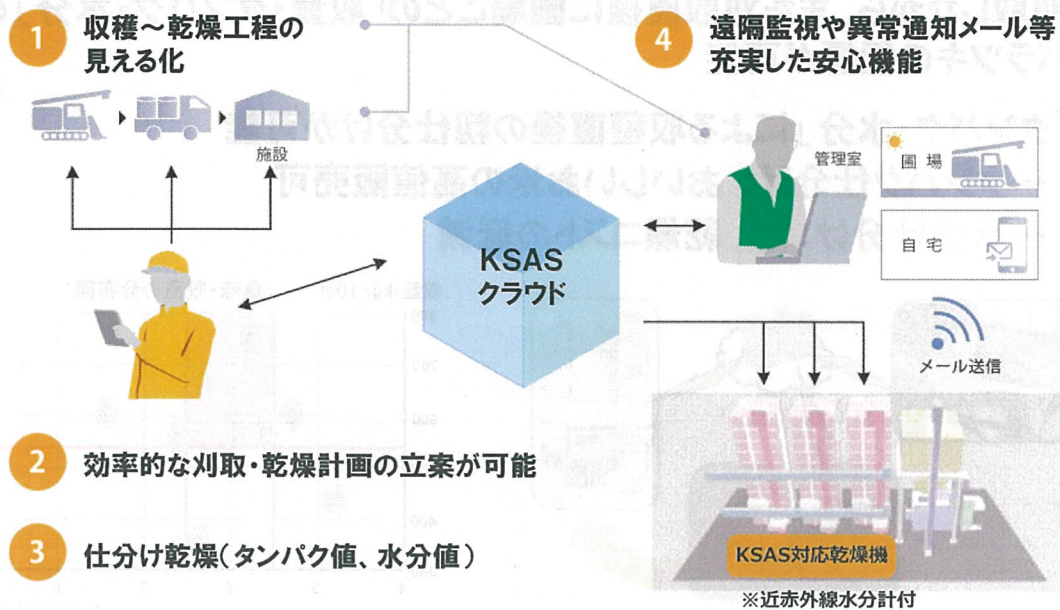 1
収穫～乾燥工程の
見える化
施設
4
遠隔監視や異常通知メール等
充実した安心機能
管理室
圃場
自宅
KSAS
クラウド
メール送信
2
効率的な刈取・乾燥計画の立案が可能
3
仕分け乾燥（タンパク値、水分値）
KSAS対応乾燥機
※近赤外線水分計付